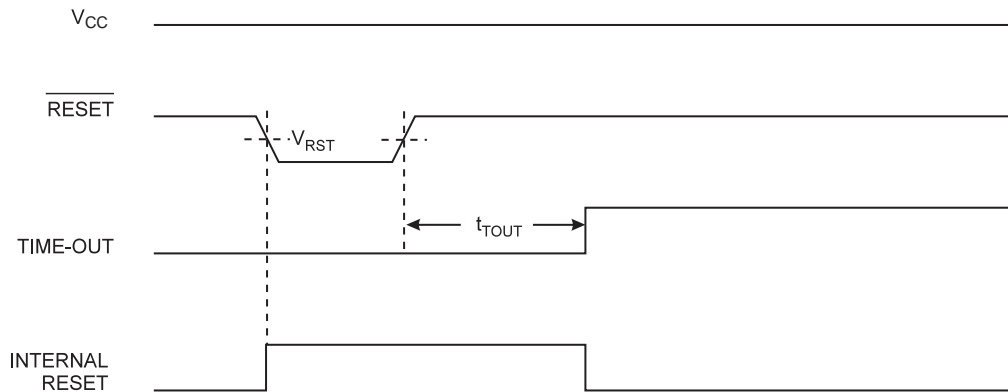 VCC
RESET
VRST
tTOUT
TIME-OUT
INTERNAL
RESET